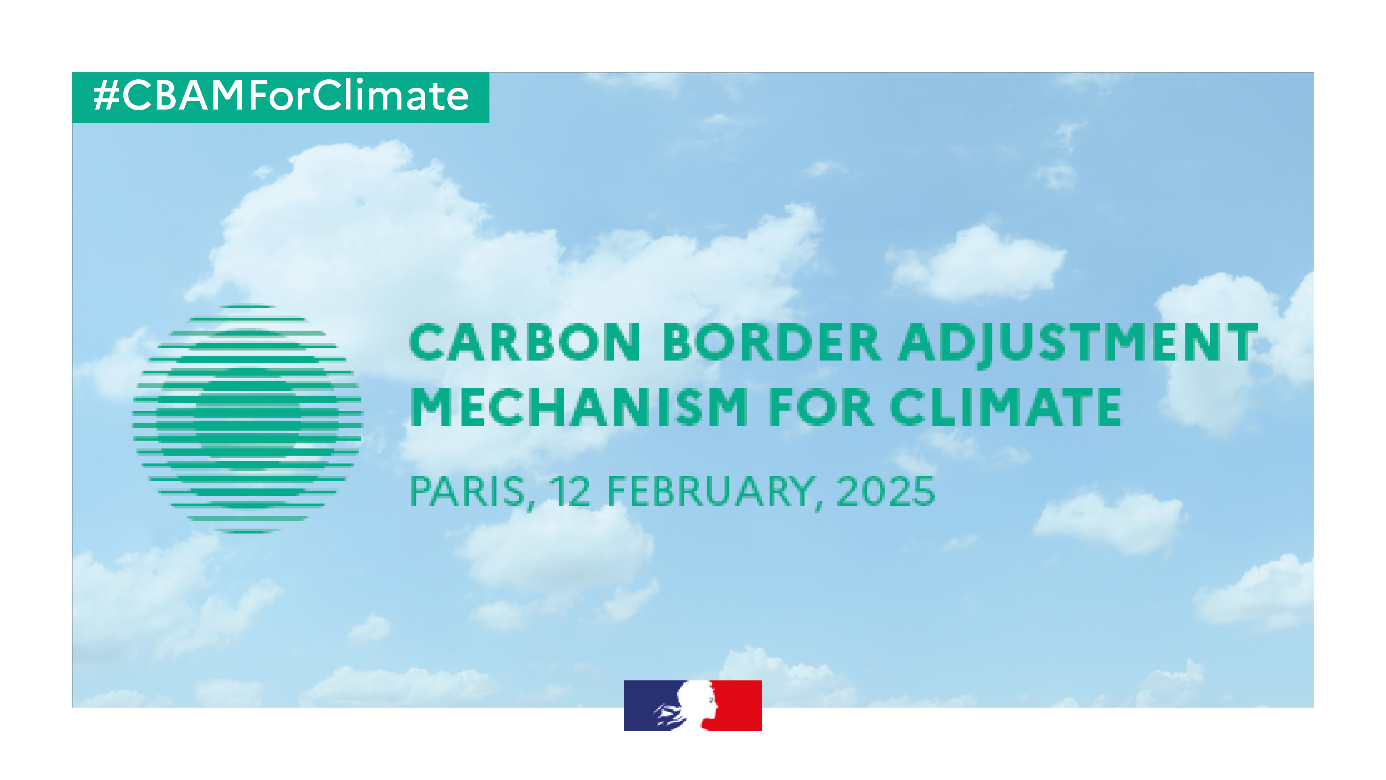 #CBAMForClimate
CARBON BORDER ADJUSTMENT
MECHANISM FOR CLIMATE
PARIS, 12 FEBRUARY, 2025